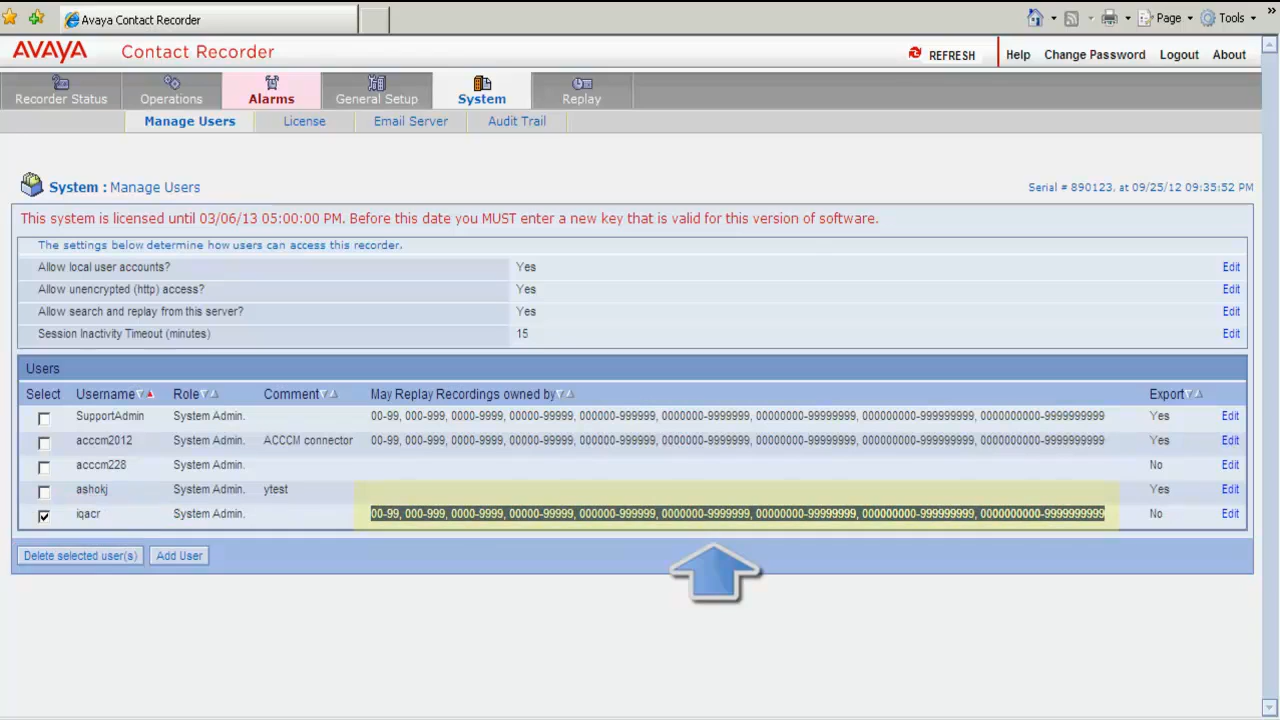 Avaya Contact Recorder
Page Tools »
AVAYA Contact Recorder REFRESH Help Change Password Logout About
Recorder Status Operations Alarms General Setup System Replay
Manage Users License Email Server Audit Trail
System : Manage Users Serial # 890123, at 09/25/12 09:35:52 PM
This system is licensed until 03/06/13 05:00:00 PM. Before this date you MUST enter a new key that is valid for this version of software.
The settings below determine how users can access this recorder.
Allow local user accounts? Yes Edit
Allow unencrypted (http) access? Yes Edit
Allow search and replay from this server? Yes Edit
Session Inactivity Timeout (minutes) 15 Edit
Users
Select Username Role Comment May Replay Recordings owned by Export
SupportAdmin System Admin. 00-99, 000-999, 0000-9999, 00000-99999, 000000-999999, 0000000-9999999, 00000000-99999999, 000000000-999999999, 0000000000-9999999999 Yes Edit
acccm2012 System Admin. ACCCM connector 00-99, 000-999, 0000-9999, 00000-99999, 000000-999999, 0000000-9999999, 00000000-99999999, 000000000-999999999, 0000000000-9999999999 Yes Edit
acccm228 System Admin. No Edit
ashokj System Admin. ytest Yes Edit
iqacr System Admin. 00-99, 000-999, 0000-9999, 00000-99999, 000000-999999, 0000000-9999999, 00000000-99999999, 000000000-999999999, 0000000000-9999999999 No Edit
Delete selected user(s) Add User